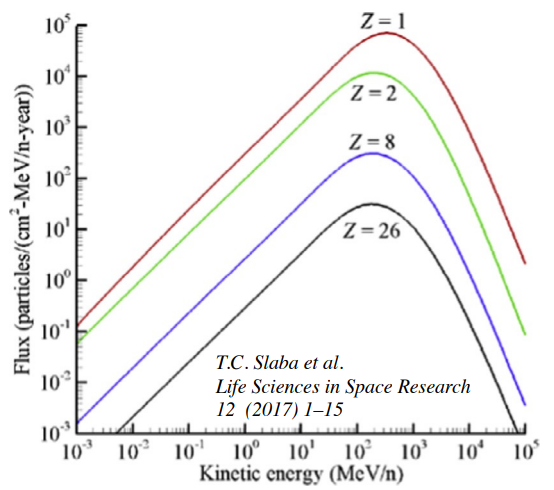 10^5
10^4
10^3
10^2
10^1
10^0
10^-1
10^-2
10^-3
Flux (particles/(cm^2-MeV/n-year))
Z = 1
Z = 2
Z = 8
Z = 26
T.C. Slaba et al.
Life Sciences in Space Research
12 (2017) 1–15
10^-3 10^-2 10^-1 10^0 10^1 10^2 10^3 10^4 10^5
Kinetic energy (MeV/n)